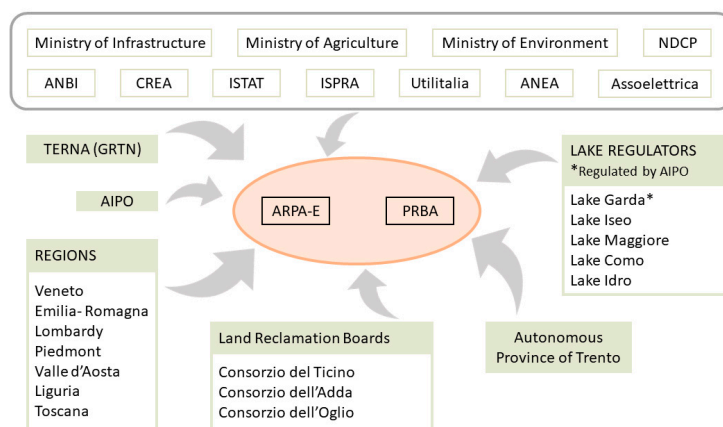 Ministry of Infrastructure
Ministry of Agriculture
Ministry of Environment
NDCP
ANBI
CREA
ISTAT
ISPRA
Utilitalia
ANEA
Assoelettrica
TERNA (GRTN)
AIPO
REGIONS
Veneto
Emilia- Romagna
Lombardy
Piedmont
Valle d’Aosta
Liguria
Toscana
ARPA-E
PRBA
Land Reclamation Boards
Consorzio del Ticino
Consorzio dell’Adda
Consorzio dell’Oglio
LAKE REGULATORS
*Regulated by AIPO
Lake Garda*
Lake Iseo
Lake Maggiore
Lake Como
Lake Idro
Autonomous
Province of Trento